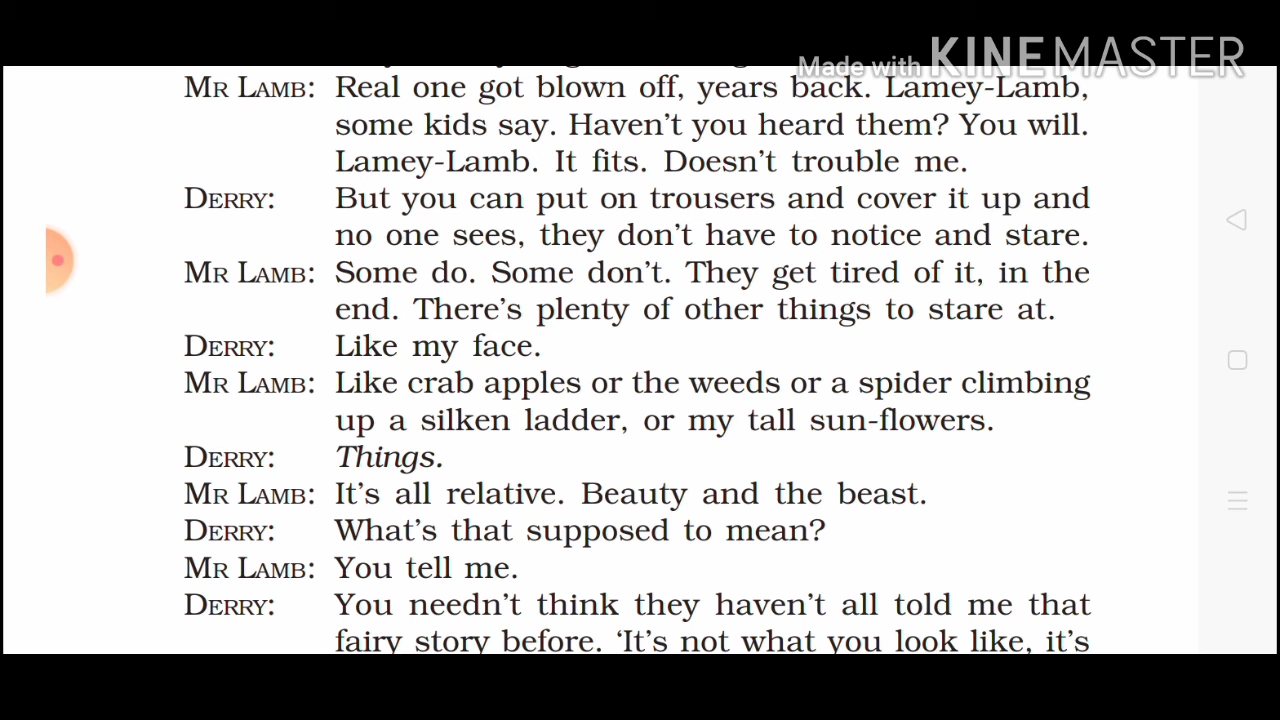 Made with KINEMASTER
MR LAMB: Real one got blown off, years back. Lamey-Lamb,
some kids say. Haven't you heard them? You will.
Lamey-Lamb. It fits. Doesn't trouble me.
DERRY: But you can put on trousers and cover it up and
no one sees, they don't have to notice and stare.
MR LAMB: Some do. Some don't. They get tired of it, in the
end. There's plenty of other things to stare at.
DERRY: Like my face.
MR LAMB: Like crab apples or the weeds or a spider climbing
up a silken ladder, or my tall sun-flowers.
DERRY: Things.
MR LAMB: It's all relative. Beauty and the beast.
DERRY: What's that supposed to mean?
MR LAMB: You tell me.
DERRY: You needn't think they haven't all told me that
fairy story before. ‘It's not what you look like, it's